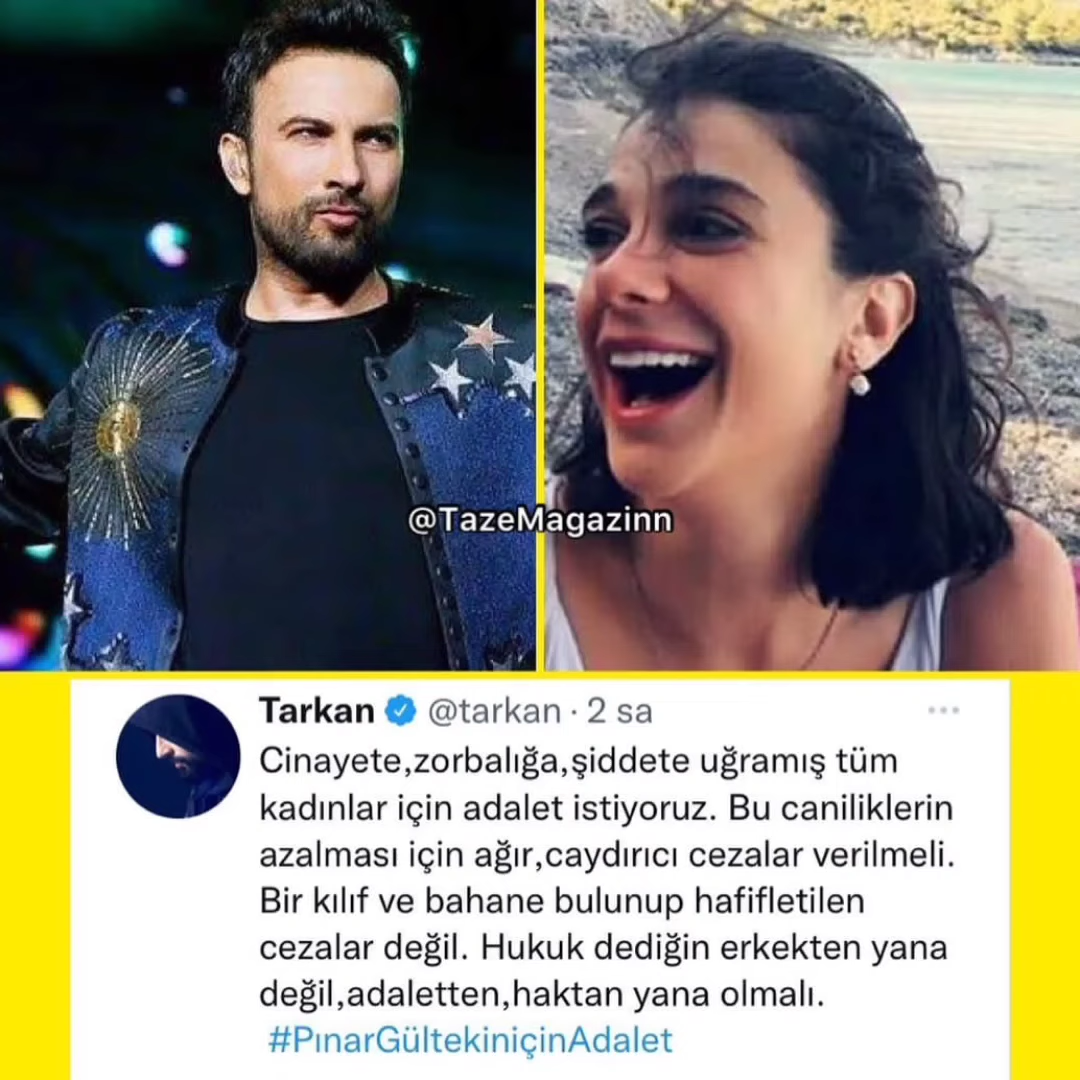 @TazeMagazinn
Tarkan @tarkan · 2 sa
Cinayete,zorbalığa,şiddete uğramış tüm
kadınlar için adalet istiyoruz. Bu caniliklerin
azalması için ağır,caydırıcı cezalar verilmeli.
Bir kılıf ve bahane bulunup hafifletilen
cezalar değil. Hukuk dediğin erkekten yana
değil,adaletten,haktan yana olmalı.
#PınarGültekiniçinAdalet